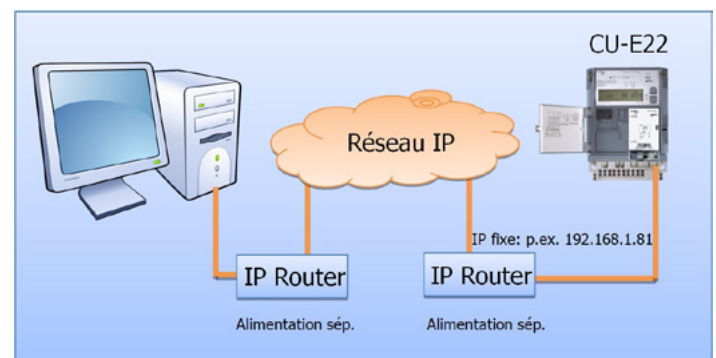 CU-E22
Réseau IP
IP fixe: p.ex. 192.168.1.81
IP Router
IP Router
Alimentation sép.
Alimentation sép.